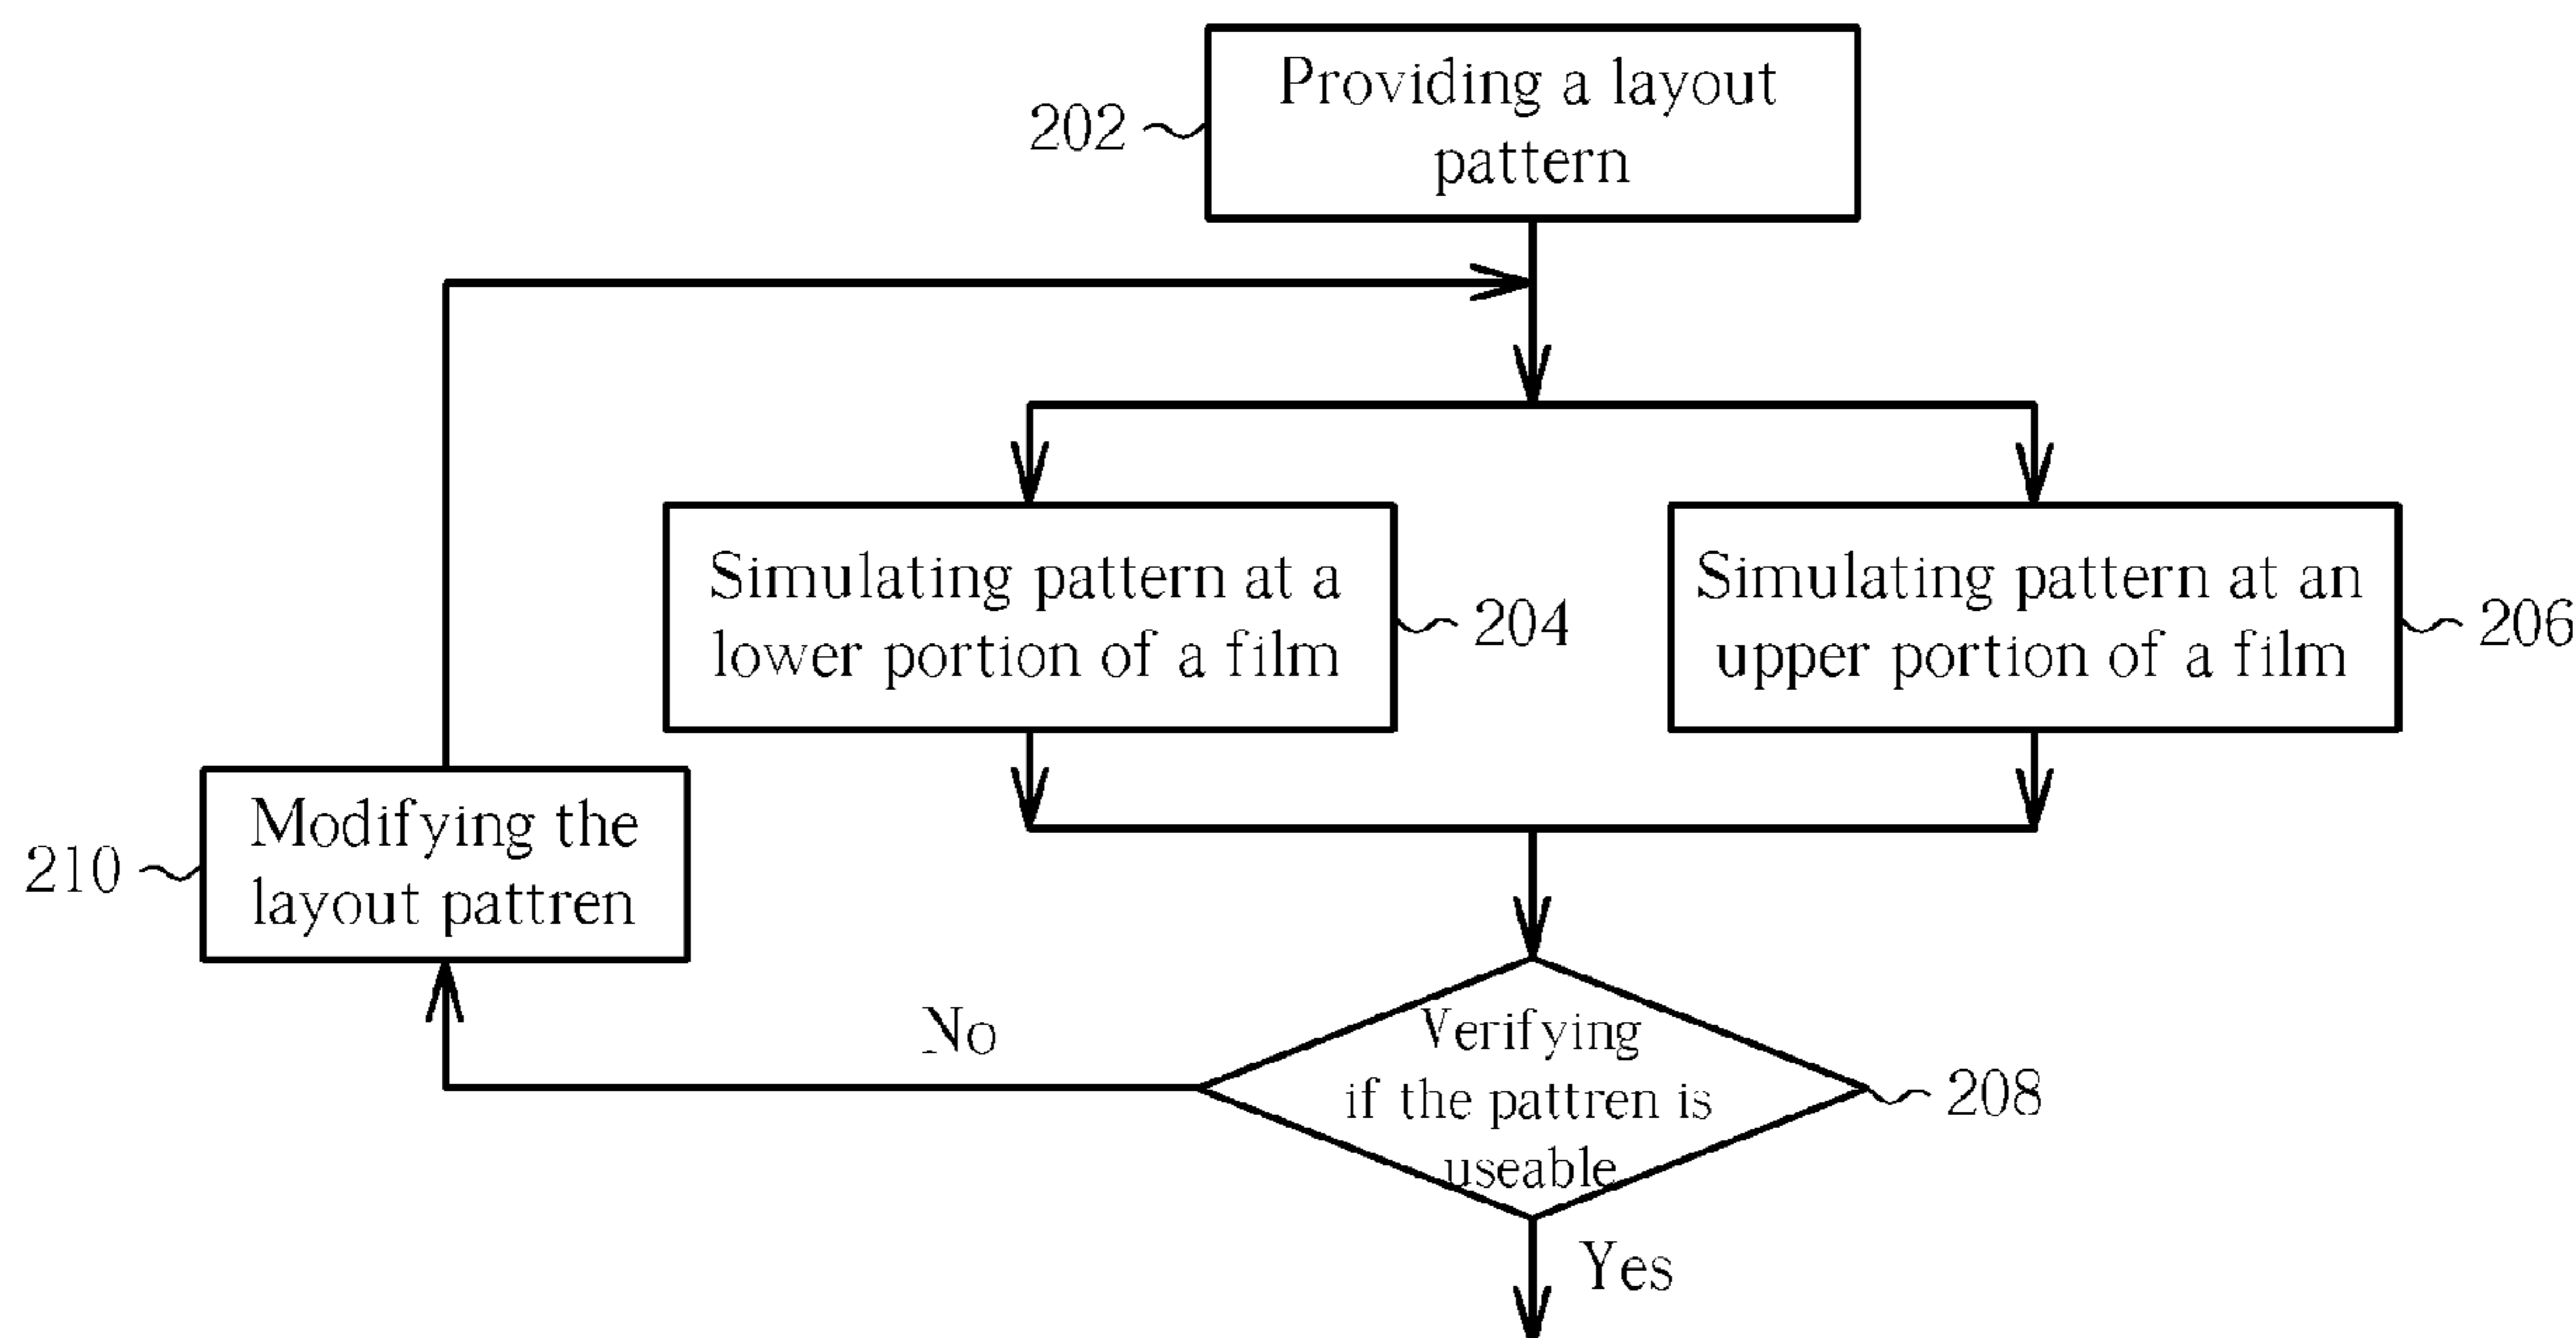 Providing a layout
pattern
202
Simulating pattern at a
lower portion of a film
204
Simulating pattern at an
upper portion of a film
206
Modifying the
layout pattren
210
Verifying
if the pattren is
useable
208
No
Yes